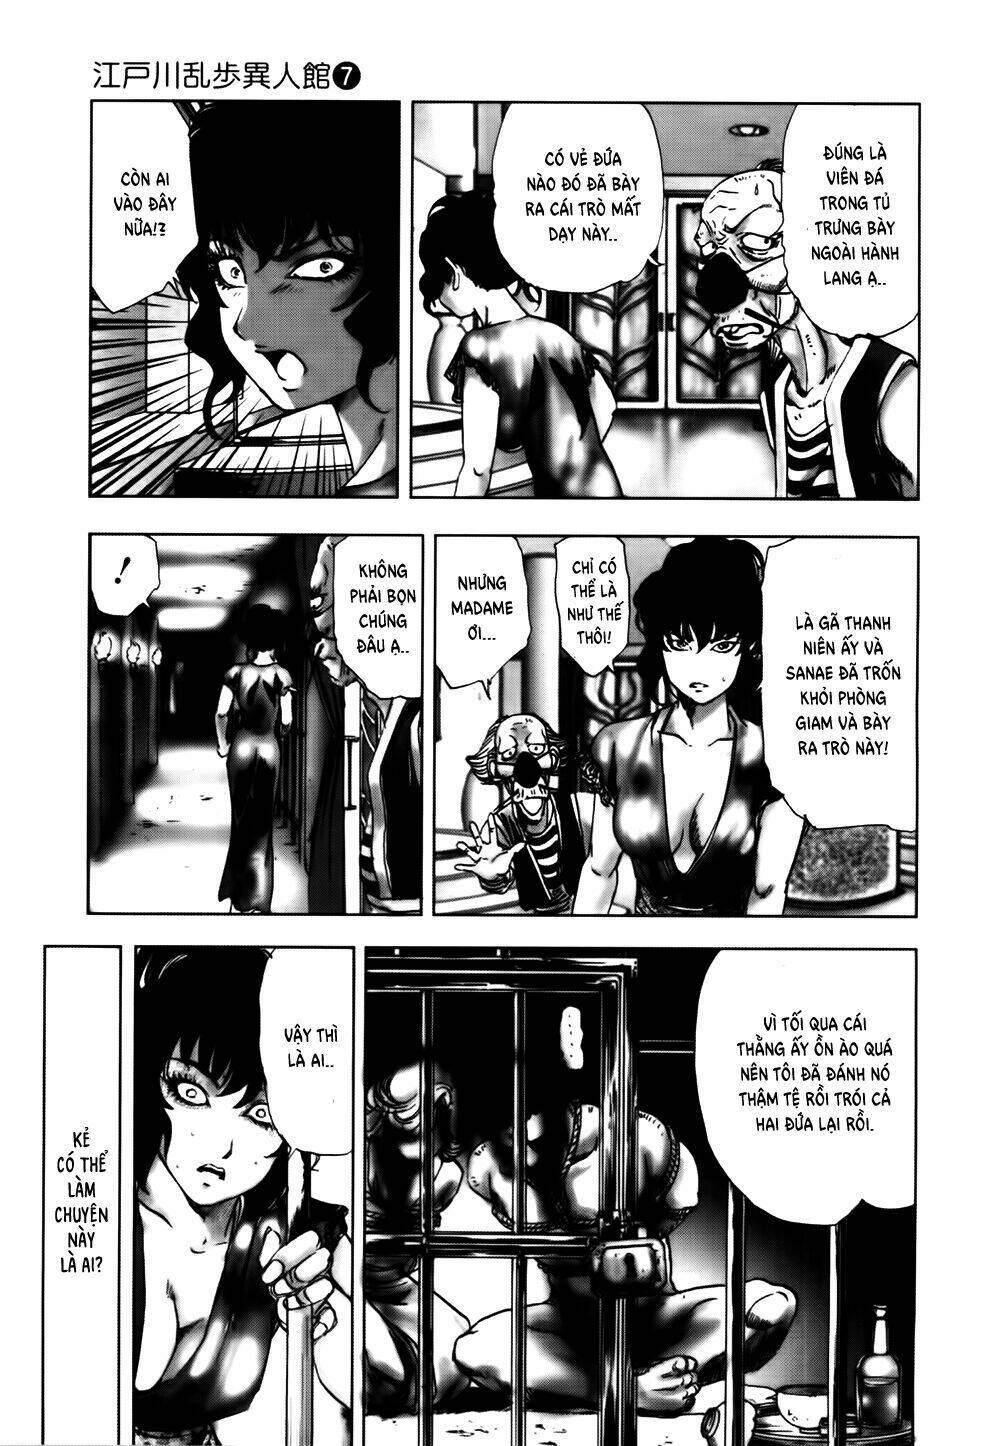 江戸川乱歩異人館❼
ĐÚNG LÀ
VIÊN ĐÁ
TRONG TỦ
TRƯNG BÀY
NGOÀI HÀNH
LANG Ạ..
CÓ VẺ ĐỨA
NÀO ĐÓ ĐÃ BÀY
RA CÁI TRÒ MẤT
DẠY NÀY..
CÒN AI
VÀO ĐÂY
NỮA!?
LÀ GÃ THANH
NIÊN ẤY VÀ
SANAE ĐÃ TRỐN
KHỎI PHÒNG
GIAM VÀ BÀY
RA TRÒ NÀY!
CHỈ CÓ
THỂ LÀ
NHƯ THẾ
THÔI!
NHƯNG
MADAME
ƠI...
KHÔNG
PHẢI BỌN
CHÚNG
ĐÂU Ạ..
!
VÌ TỐI QUA CÁI
THẰNG ẤY ỒN ÀO QUÁ
NÊN TÔI ĐÃ ĐÁNH NÓ
THẬM TỆ RỒI TRÓI CẢ
HAI ĐỨA LẠI RỒI.
......
VẬY THÌ
LÀ AI..
KẺ
CÓ THỂ
LÀM
CHUYỆN
NÀY
LÀ AI?